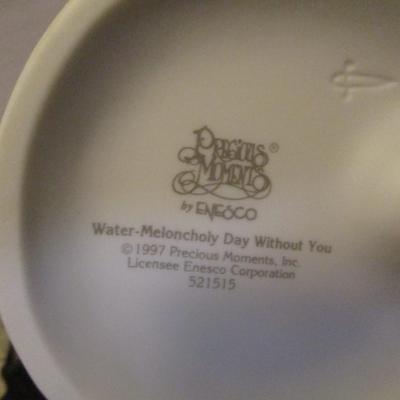 PRECIOUS
MOMENTS®
by ENESCO
Water-Meloncholy Day Without You
©1997 Precious Moments, Inc.
Licensee Enesco Corporation
521515